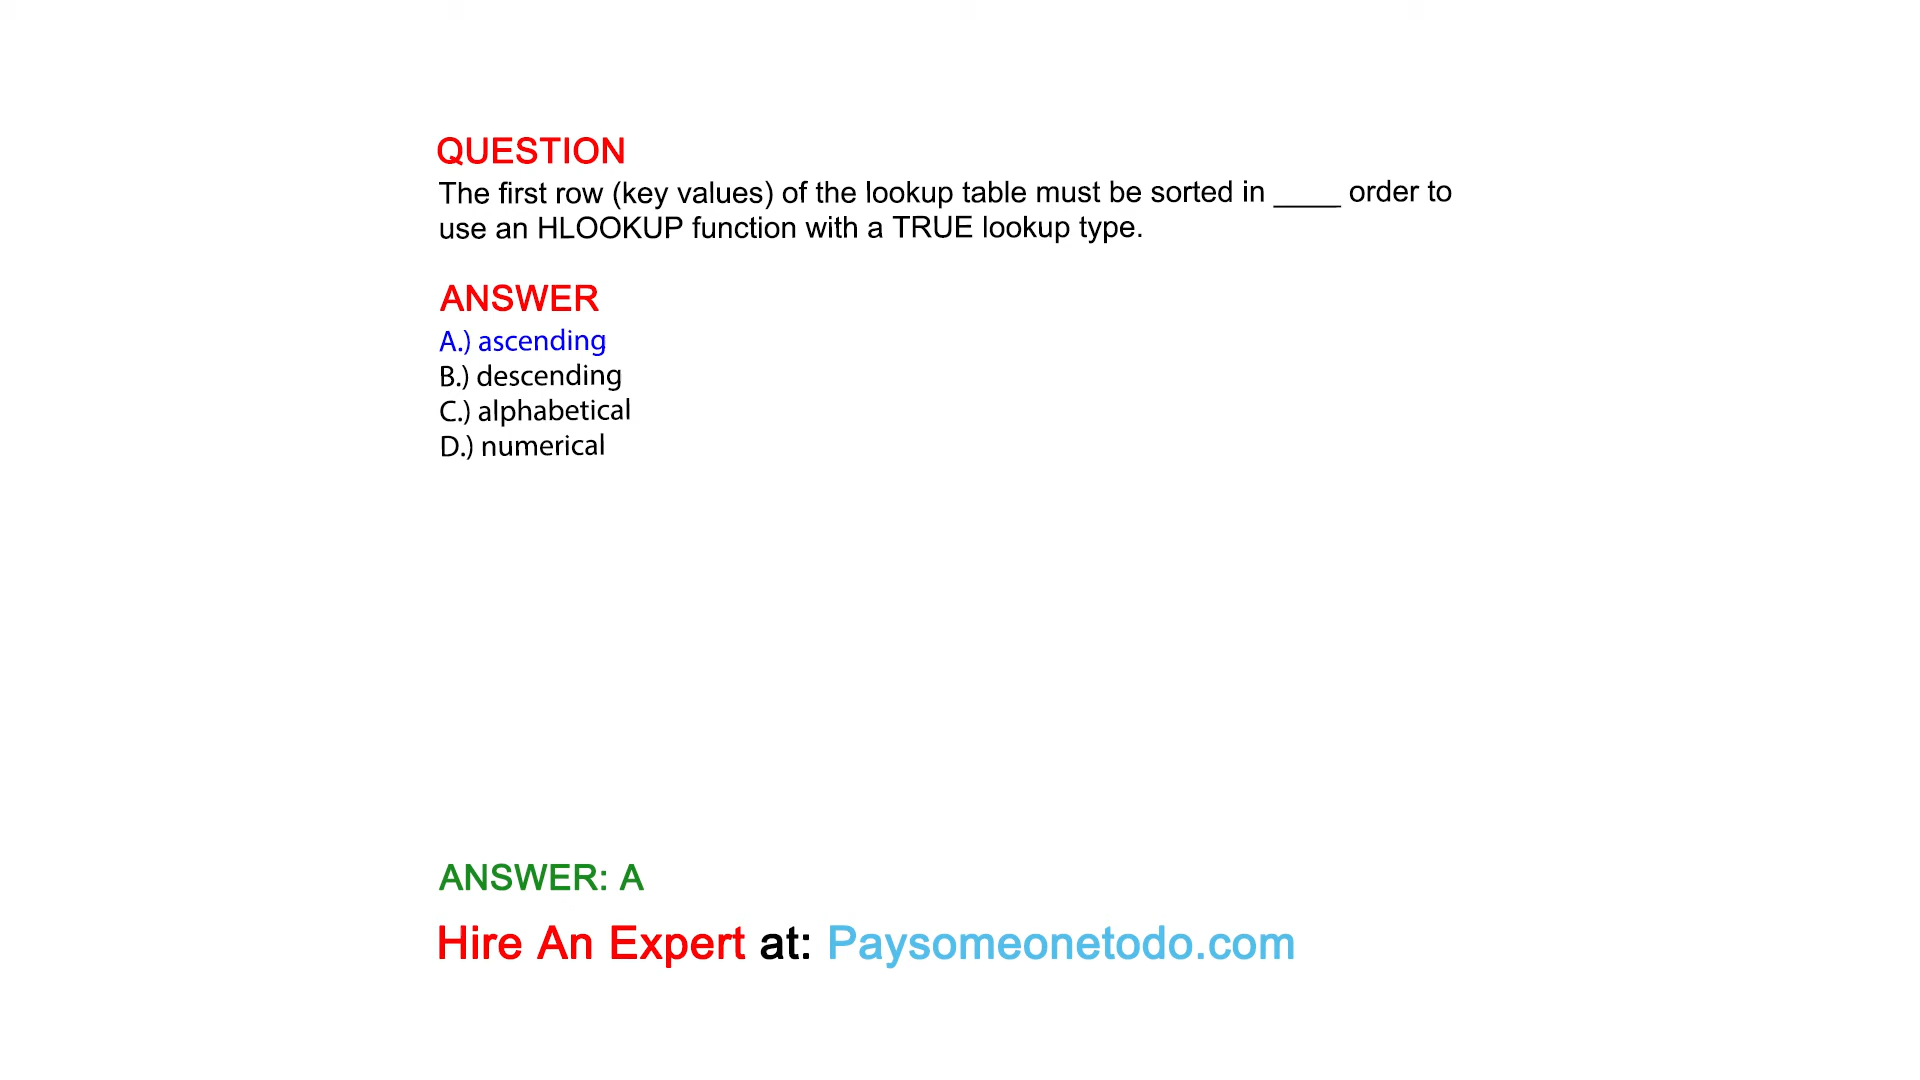 QUESTION
The first row (key values) of the lookup table must be sorted in ____ order to
use an HLOOKUP function with a TRUE lookup type.
ANSWER
A.) ascending
B.) descending
C.) alphabetical
D.) numerical
ANSWER: A
Hire An Expert at: Paysomeonetodo.com